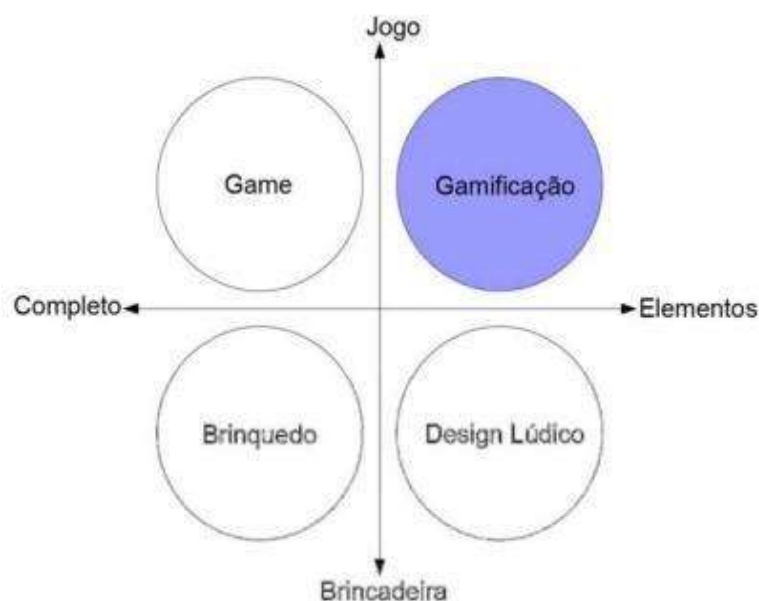 Jogo
Game
Gamificação
Completo
Elementos
Brinquedo
Design Lúdico
Brincadeira